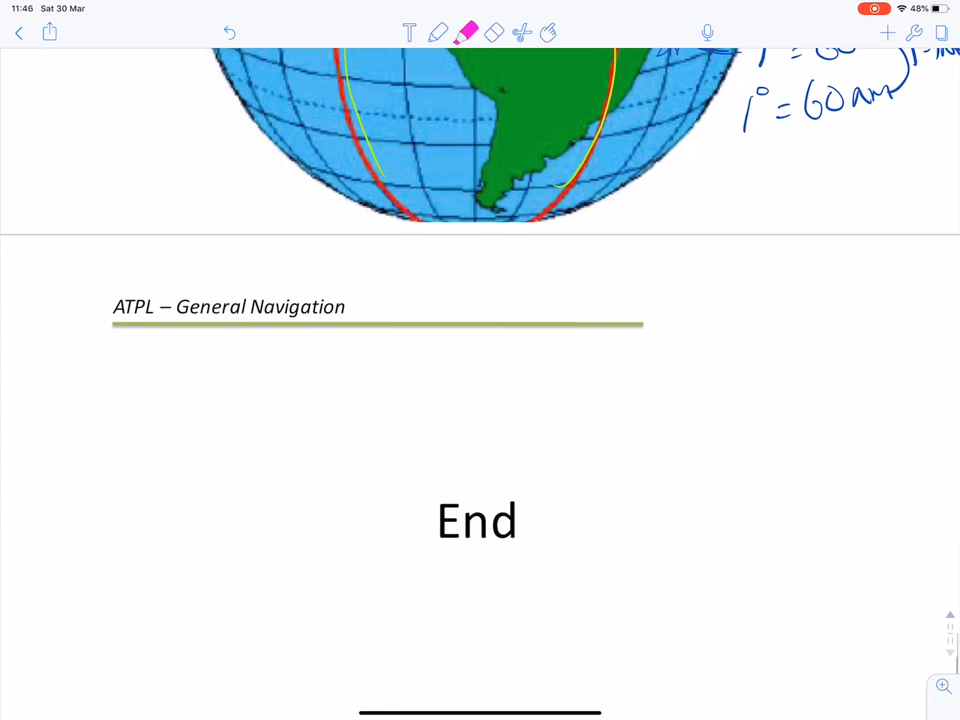 11:46 Sat 30 Mar
48%
T
1° = 60 nm
ATPL – General Navigation
End